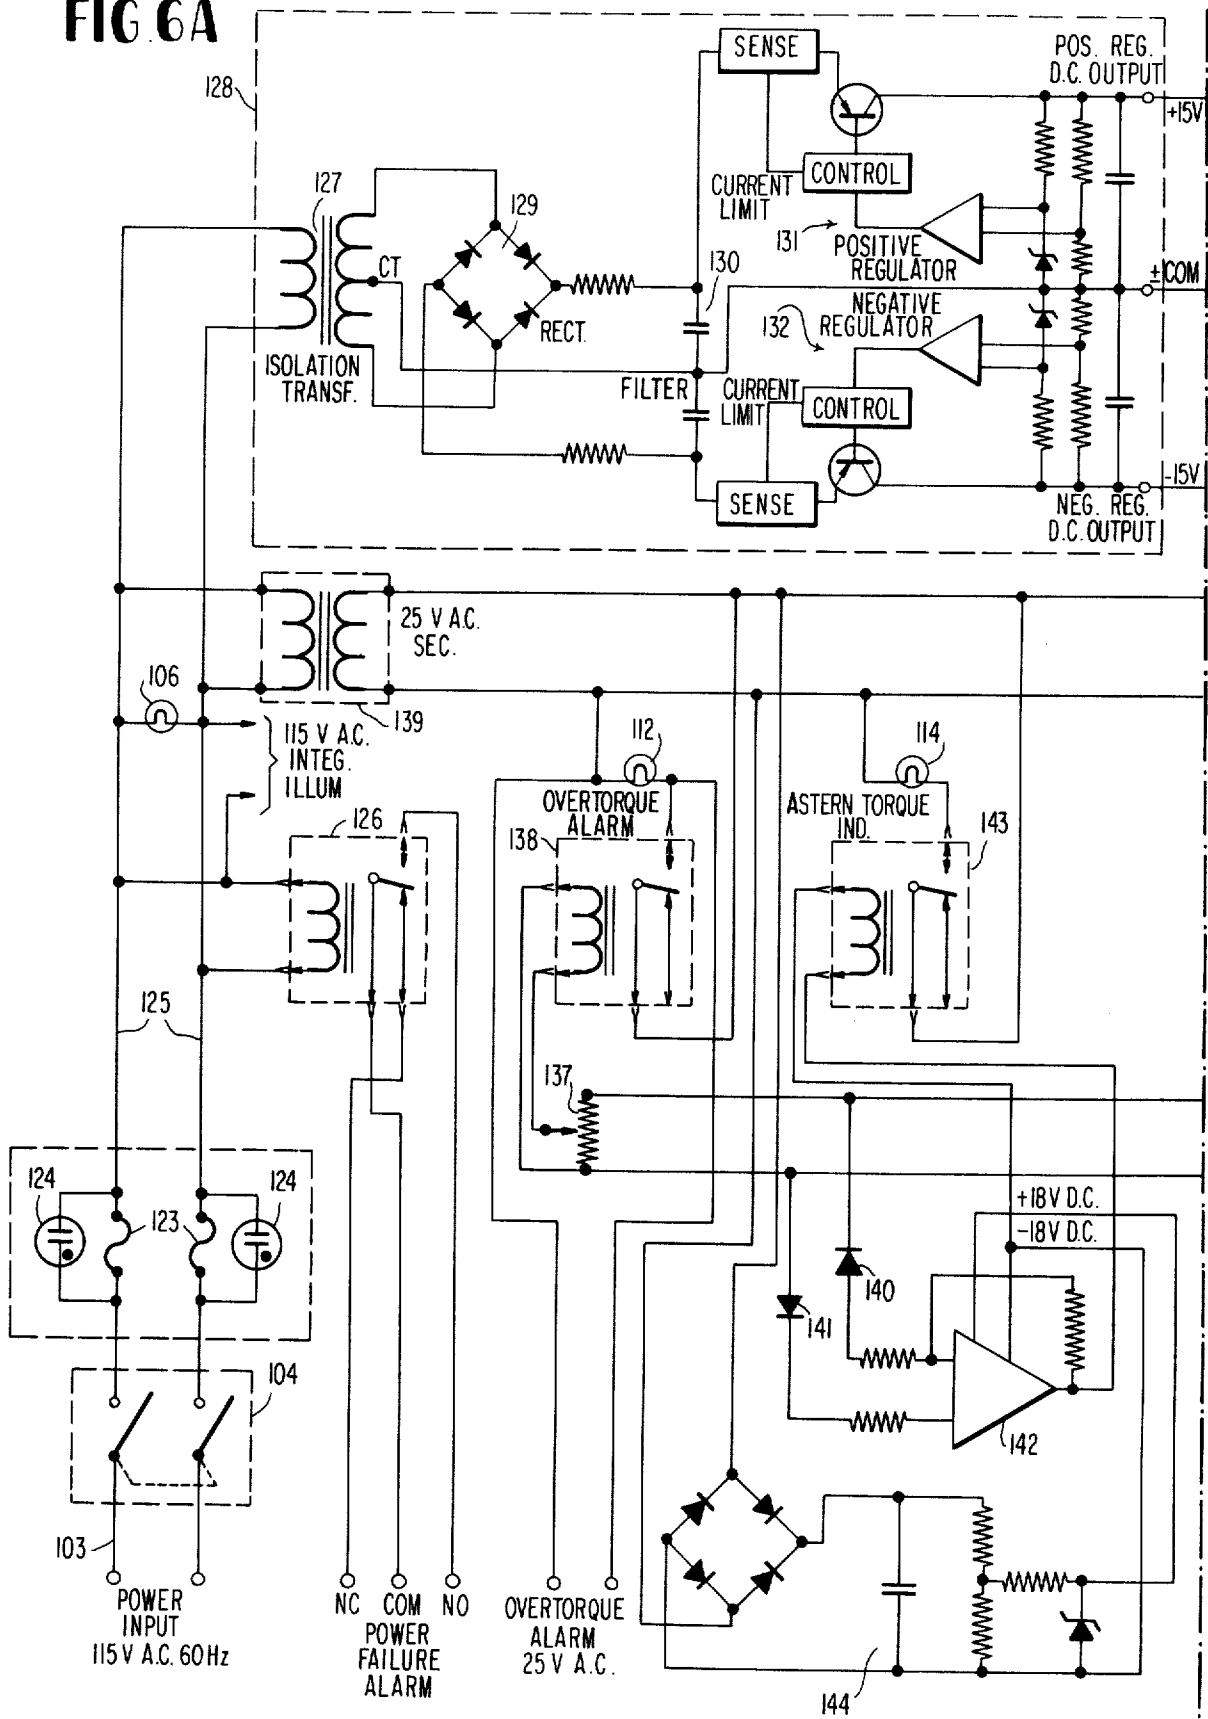 FIG. 6A
SENSE
POS. REG.
D.C. OUTPUT
+15V
128
127
129
CT
CONTROL
CURRENT
LIMIT
131
POSITIVE
REGULATOR
130
± COM
NEGATIVE
REGULATOR
132
RECT.
ISOLATION
TRANSF.
FILTER
CURRENT
LIMIT
CONTROL
-15V
SENSE
NEG. REG.
D.C. OUTPUT
25 V A.C.
SEC.
106
139
115 V A.C.
INTEG.
ILLUM
112
114
OVERTORQUE
ALARM
ASTERN TORQUE
IND.
126
138
143
125
137
124
123
124
+18V D.C.
-18V D.C.
140
141
142
104
103
POWER
INPUT
115V A.C. 60Hz
NC COM NO
POWER
FAILURE
ALARM
OVERTORQUE
ALARM
25 V A.C.
144